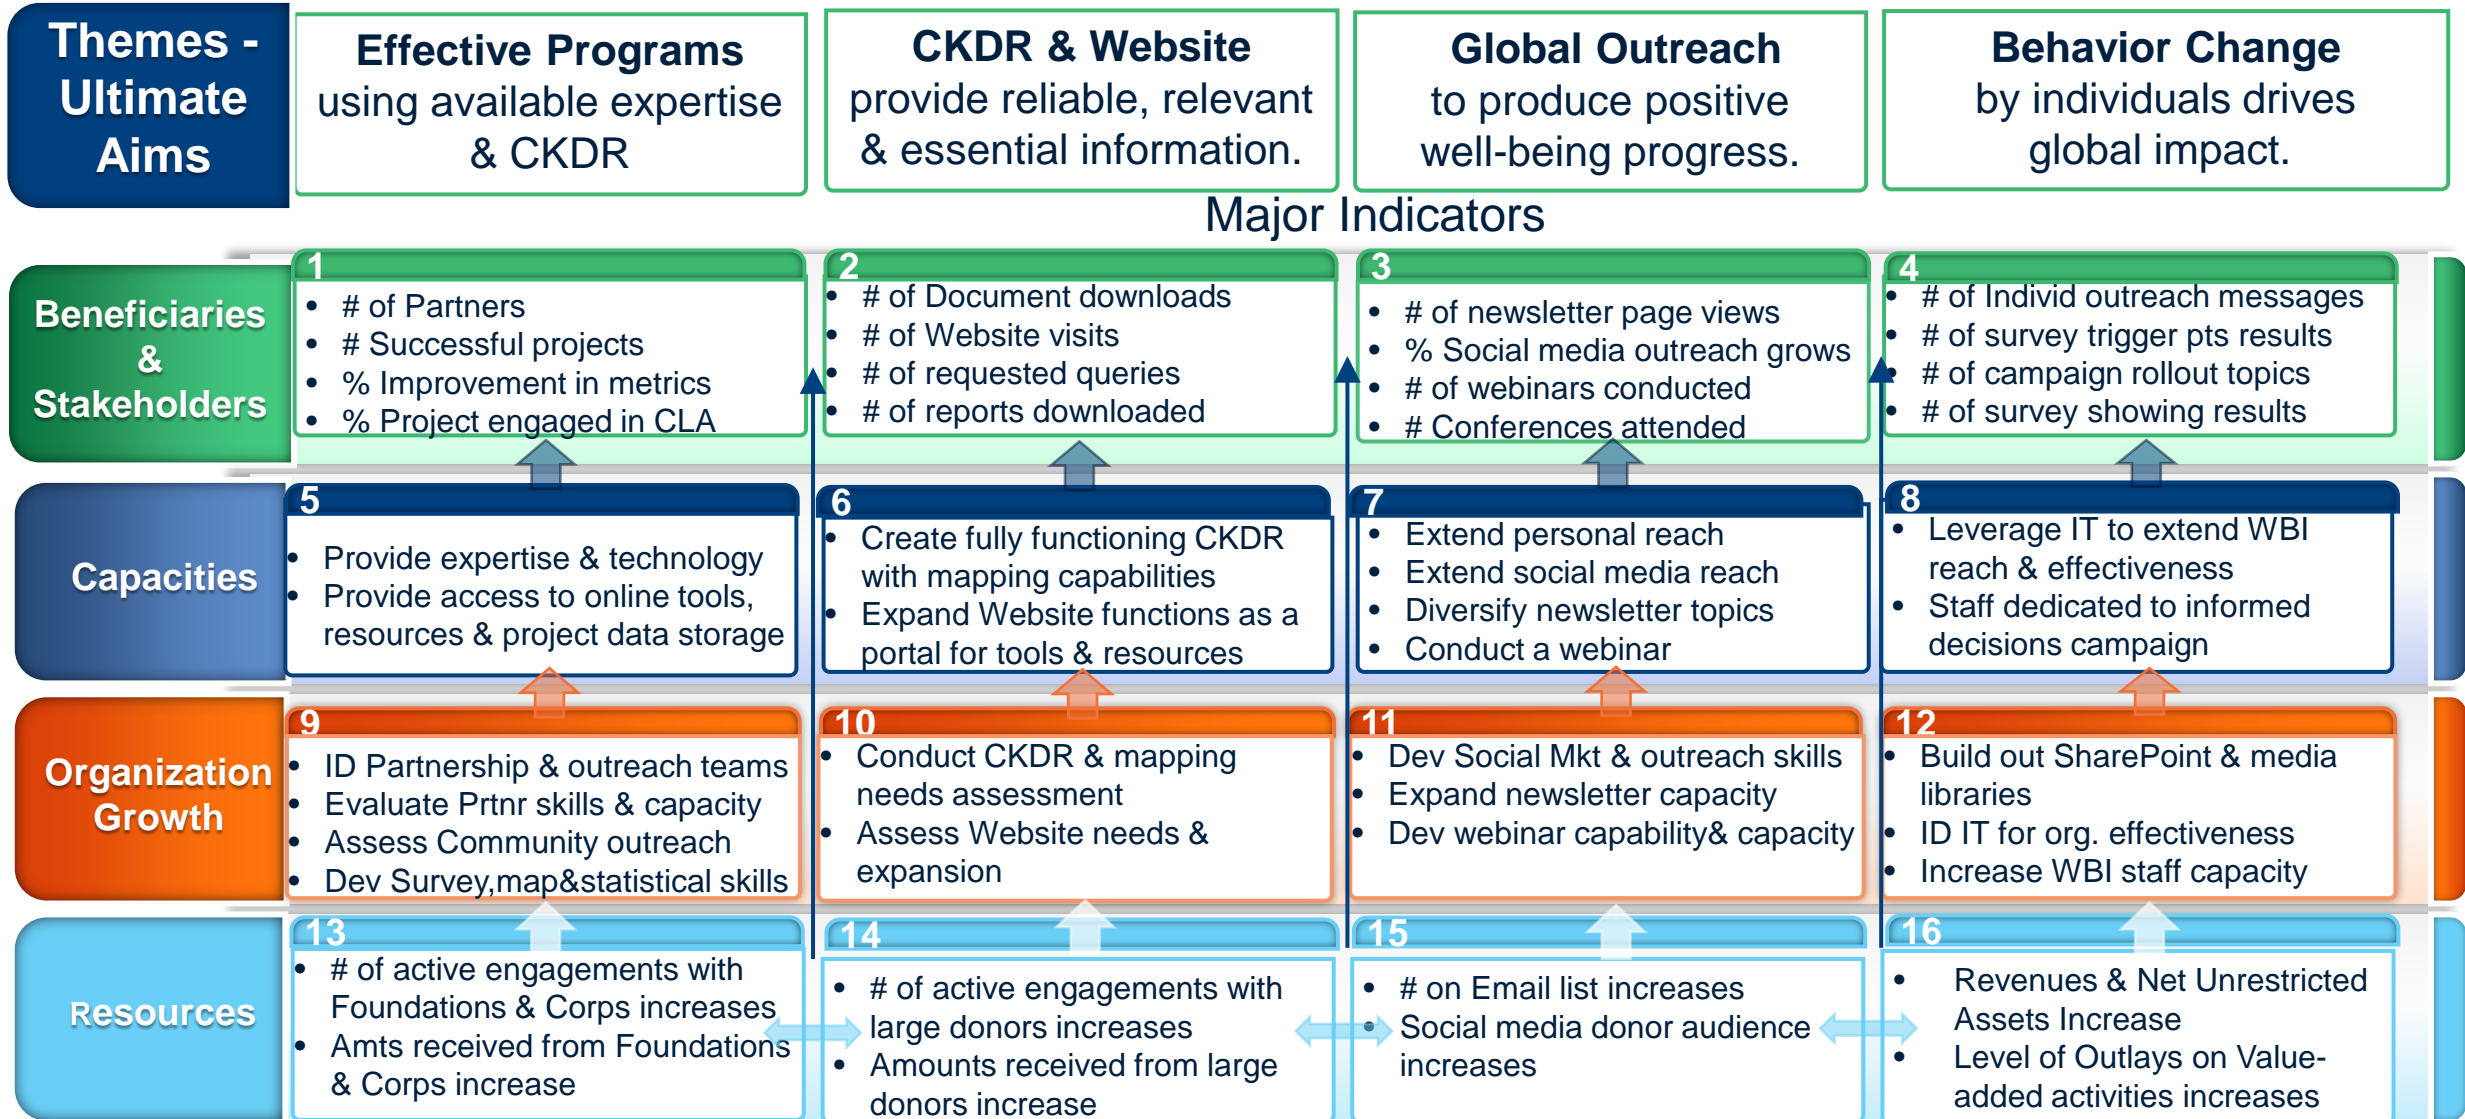 Themes -
Ultimate
Aims
Effective Programs
using available expertise
& CKDR
CKDR & Website
provide reliable, relevant
& essential information.
Global Outreach
to produce positive
well-being progress.
Behavior Change
by individuals drives
global impact.
Major Indicators
Beneficiaries
&
Stakeholders
1
• # of Partners
• # Successful projects
• % Improvement in metrics
• % Project engaged in CLA
2
• # of Document downloads
• # of Website visits
• # of requested queries
• # of reports downloaded
3
• # of newsletter page views
• % Social media outreach grows
• # of webinars conducted
• # Conferences attended
4
• # of Individ outreach messages
• # of survey trigger pts results
• # of campaign rollout topics
• # of survey showing results
Capacities
5
• Provide expertise & technology
• Provide access to online tools,
resources & project data storage
6
• Create fully functioning CKDR
with mapping capabilities
• Expand Website functions as a
portal for tools & resources
7
• Extend personal reach
• Extend social media reach
• Diversify newsletter topics
• Conduct a webinar
8
• Leverage IT to extend WBI
reach & effectiveness
• Staff dedicated to informed
decisions campaign
Organization
Growth
9
• ID Partnership & outreach teams
• Evaluate Prtnr skills & capacity
• Assess Community outreach
• Dev Survey,map&statistical skills
10
• Conduct CKDR & mapping
needs assessment
• Assess Website needs &
expansion
11
• Dev Social Mkt & outreach skills
• Expand newsletter capacity
• Dev webinar capability& capacity
12
• Build out SharePoint & media
libraries
• ID IT for org. effectiveness
• Increase WBI staff capacity
Resources
13
• # of active engagements with
Foundations & Corps increases
• Amts received from Foundations
& Corps increase
14
• # of active engagements with
large donors increases
• Amounts received from large
donors increase
15
• # on Email list increases
• Social media donor audience
increases
16
• Revenues & Net Unrestricted
Assets Increase
• Level of Outlays on Value-
added activities increases